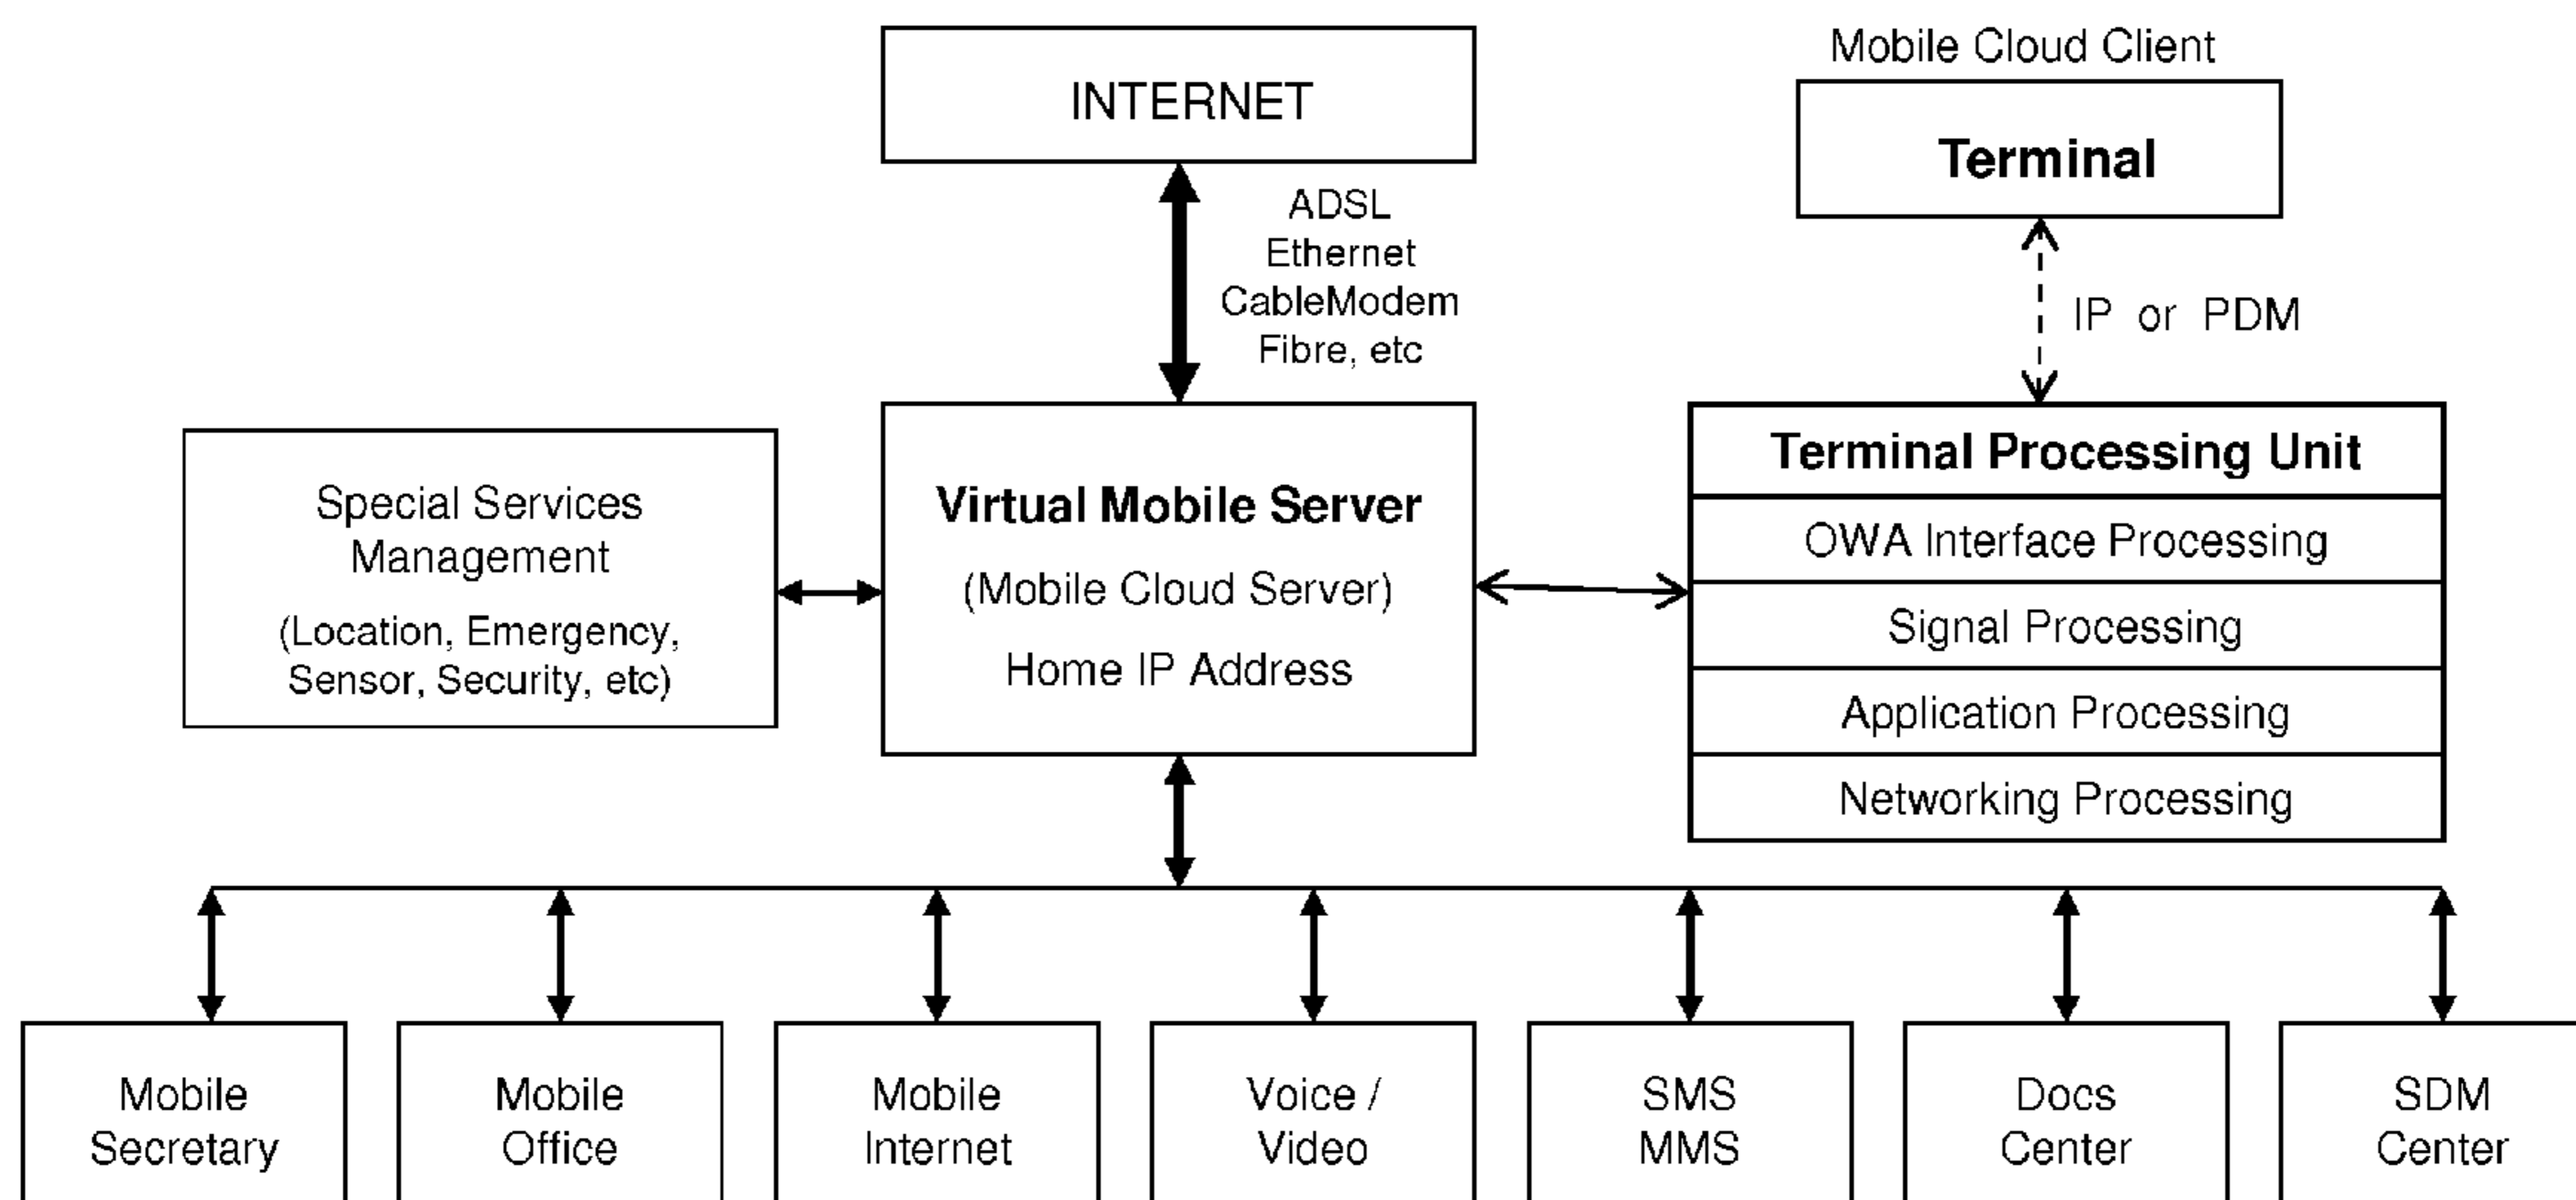 INTERNET
Mobile Cloud Client
Terminal
ADSL
Ethernet
CableModem
Fibre, etc
IP or PDM
Special Services
Management
(Location, Emergency,
Sensor, Security, etc)
Virtual Mobile Server
(Mobile Cloud Server)
Home IP Address
Terminal Processing Unit
OWA Interface Processing
Signal Processing
Application Processing
Networking Processing
Mobile
Secretary
Mobile
Office
Mobile
Internet
Voice /
Video
SMS
MMS
Docs
Center
SDM
Center